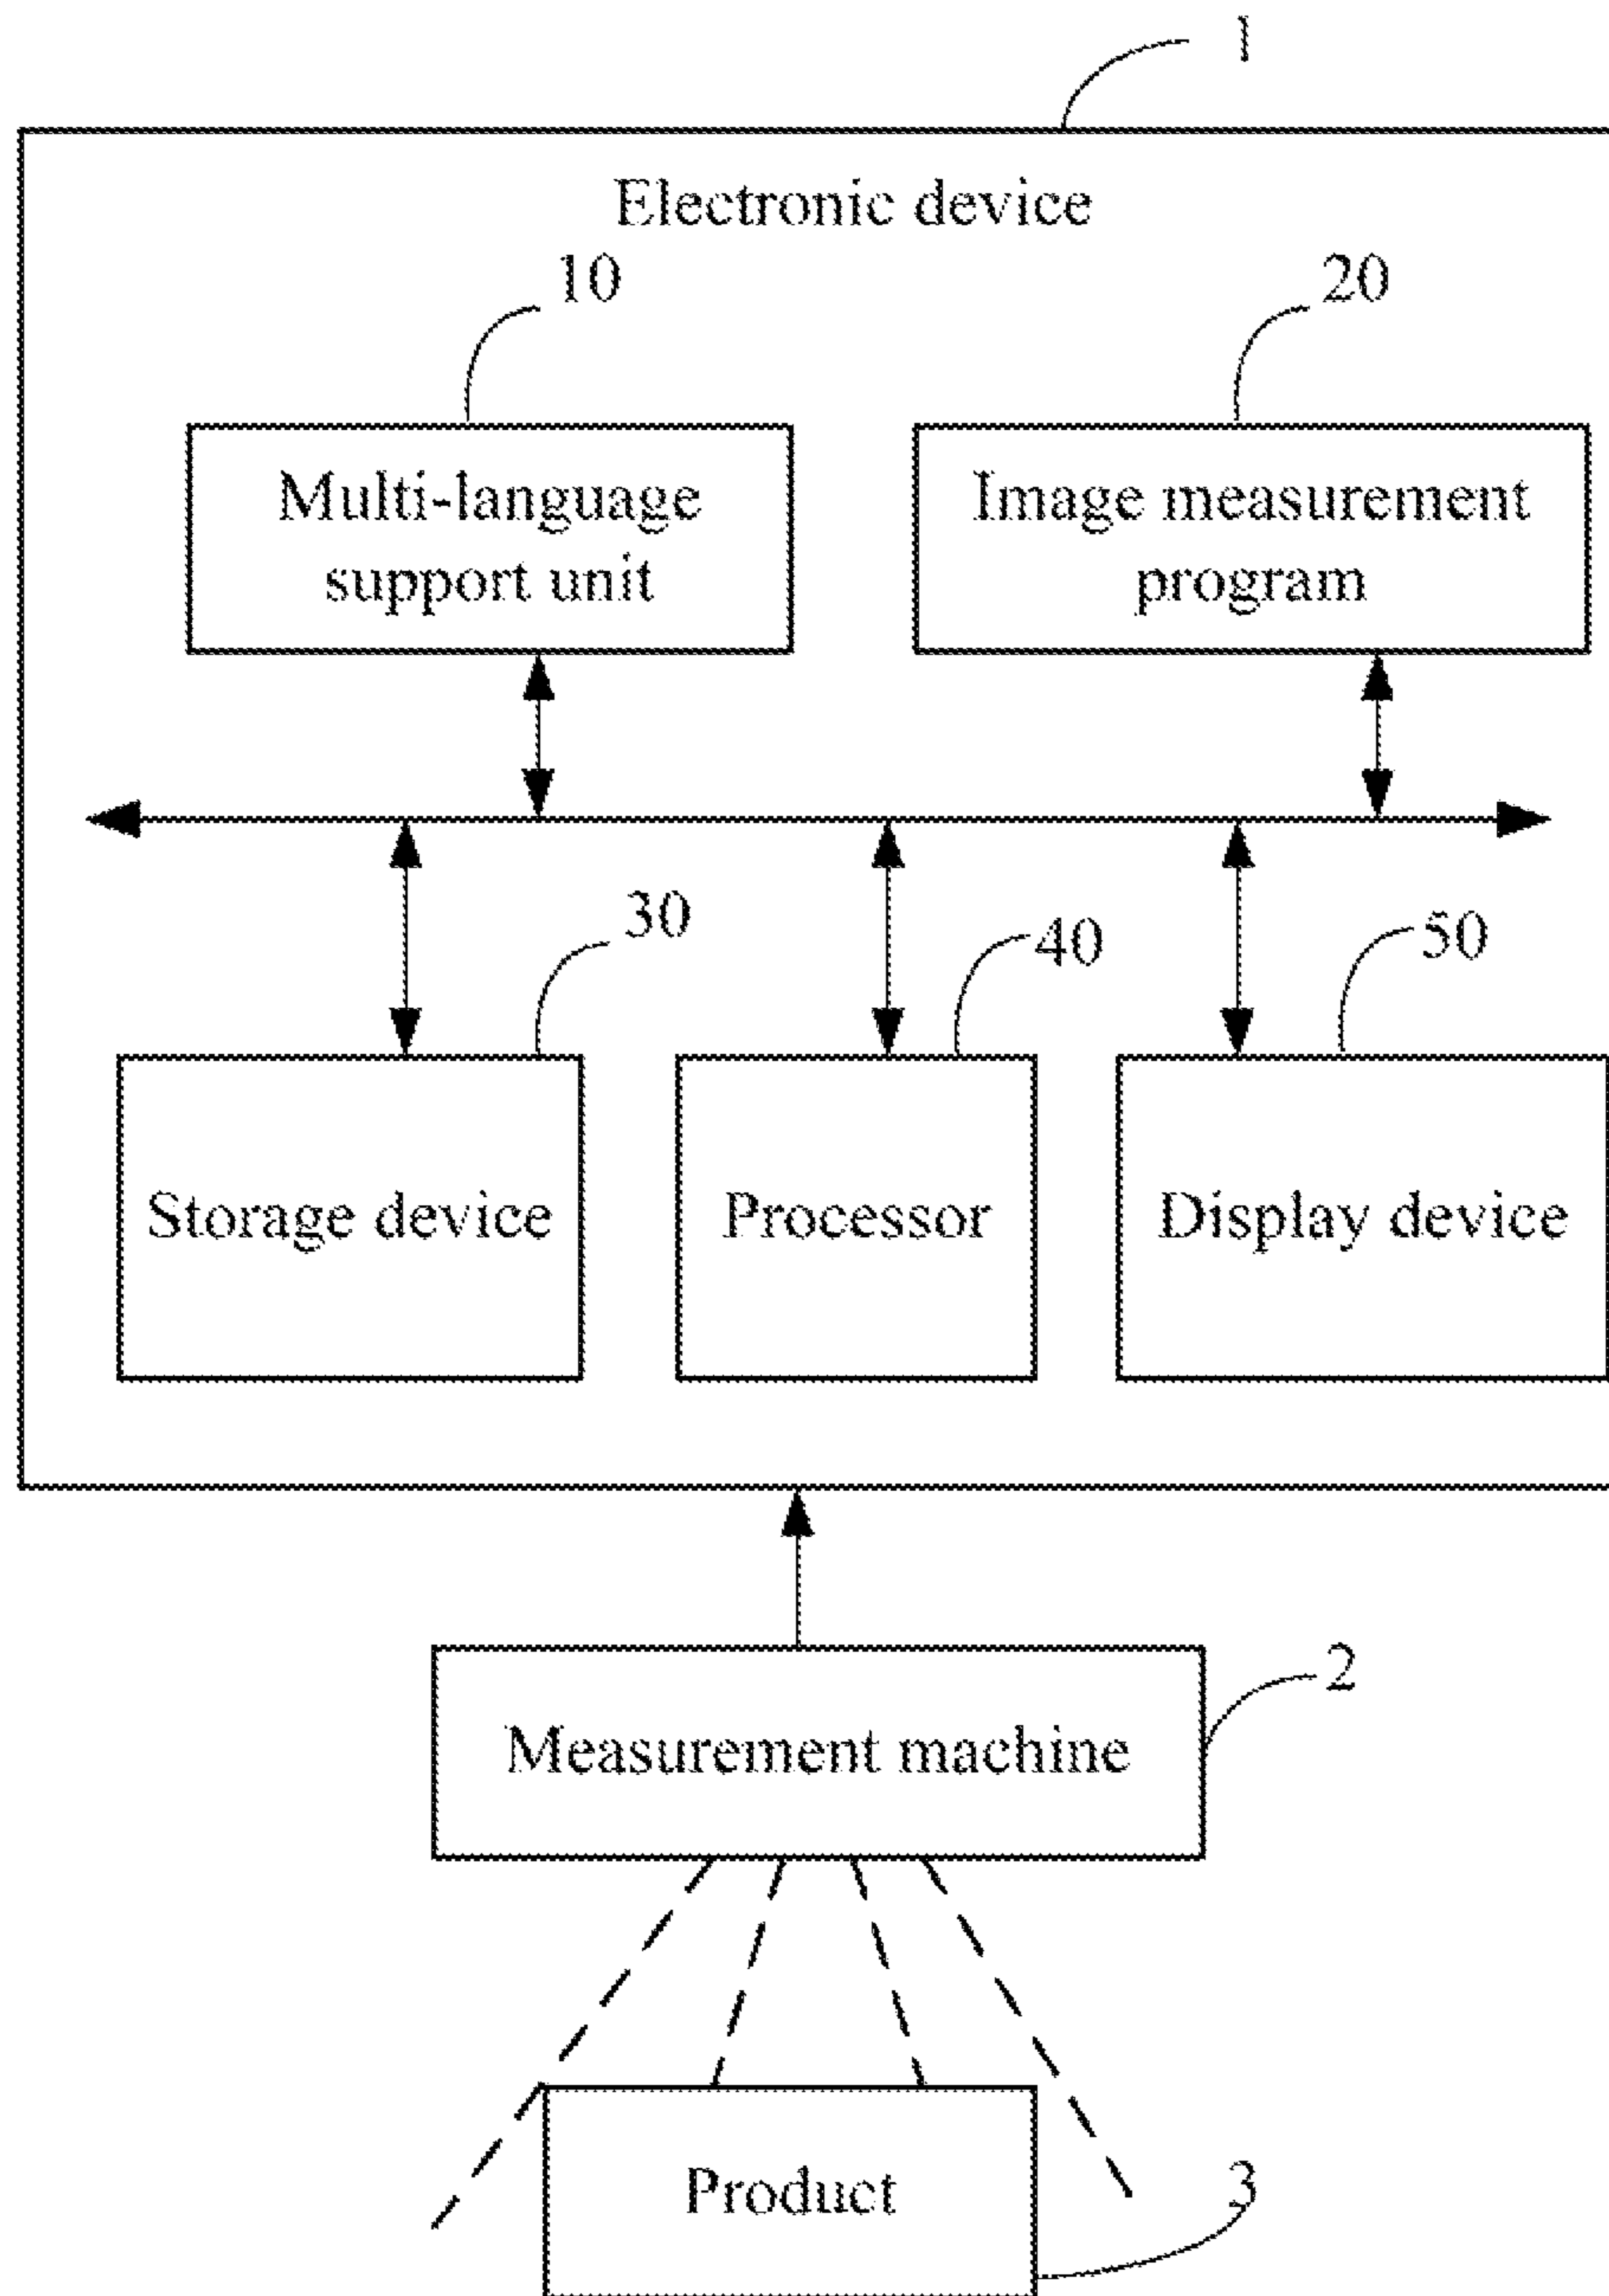 1
Electronic device
10
20
Multi-language
support unit
Image measurement
program
30
40
50
Storage device
Processor
Display device
2
Measurement machine
Product
3